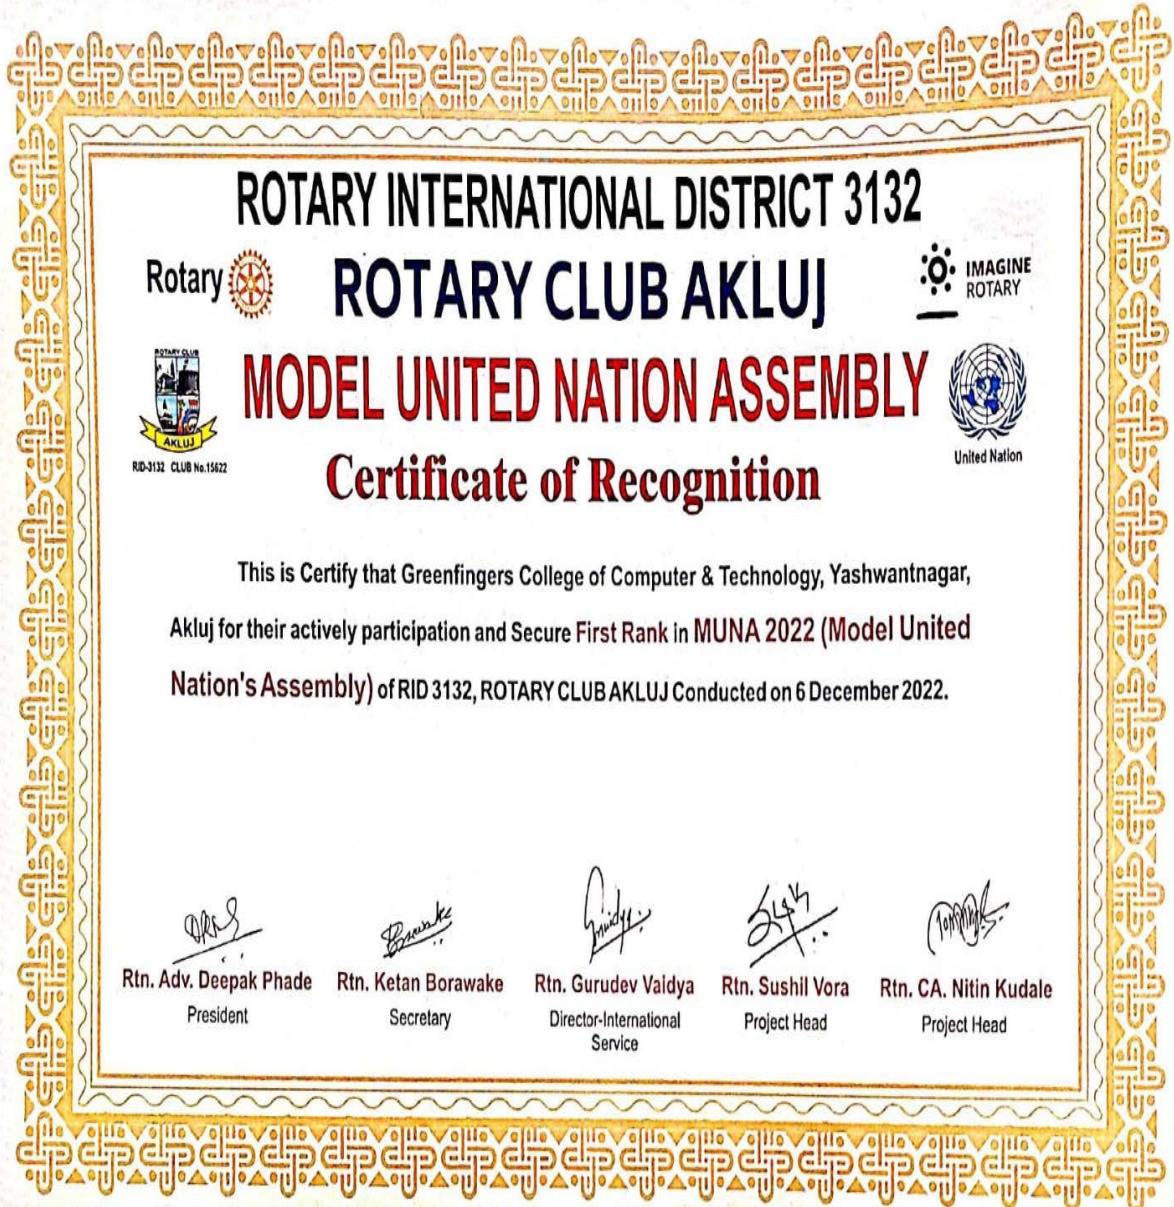 ROTARY INTERNATIONAL DISTRICT 3132
Rotary
ROTARY CLUB AKLUJ
IMAGINE
ROTARY
ROTARY CLUB
AKLUJ
RID-3132 CLUB No.15622
MODEL UNITED NATION ASSEMBLY
United Nation
Certificate of Recognition
This is Certify that Greenfingers College of Computer & Technology, Yashwantnagar,
Akluj for their actively participation and Secure First Rank in MUNA 2022 (Model United
Nation's Assembly) of RID 3132, ROTARY CLUB AKLUJ Conducted on 6 December 2022.
Rtn. Adv. Deepak Phade
President
Rtn. Ketan Borawake
Secretary
Rtn. Gurudev Vaidya
Director-International
Service
Rtn. Sushil Vora
Project Head
Rtn. CA. Nitin Kudale
Project Head